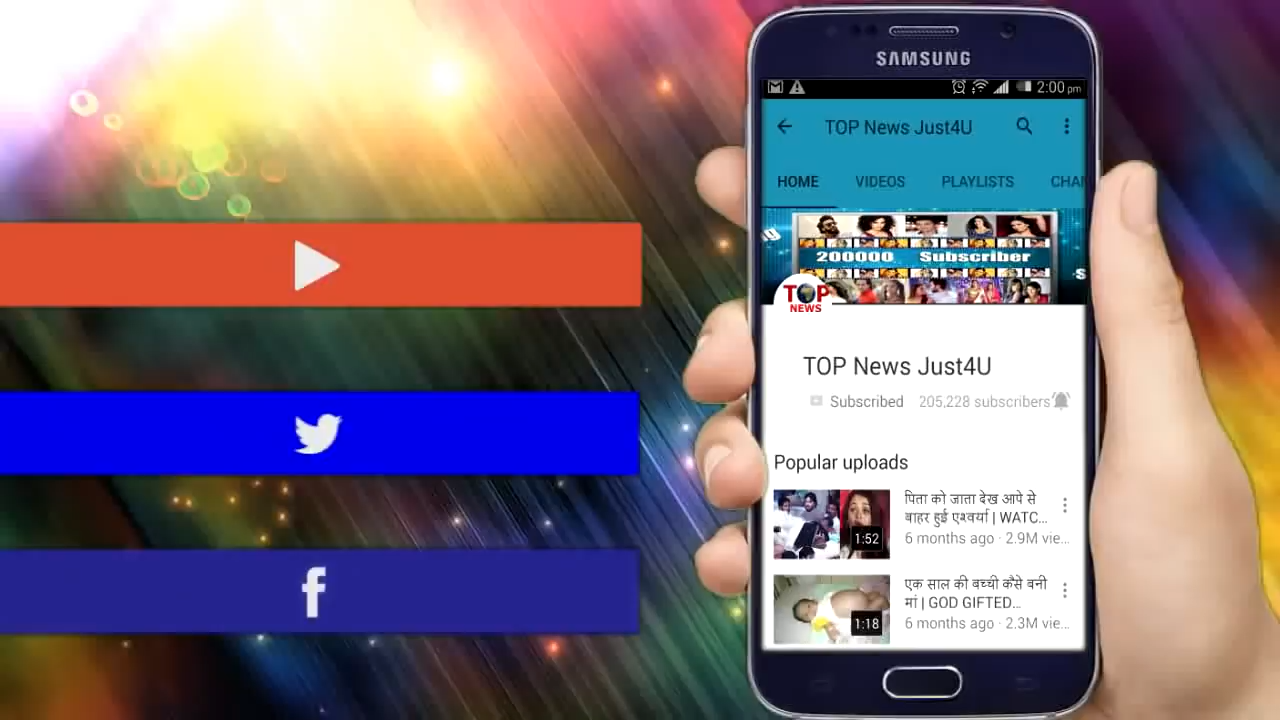 SAMSUNG
2:00 pm
TOP News Just4U
HOME VIDEOS PLAYLISTS CHAN
200000 Subscriber
TOP
NEWS
TOP News Just4U
Subscribed 205,228 subscribers
Popular uploads
पिता को जाता देख आपे से
बाहर हुई एश्वर्या | WATC...
1:52
6 months ago · 2.9M vie...
एक साल की बच्ची कैसे बनी
मां | GOD GIFTED...
1:18
6 months ago · 2.3M vie...